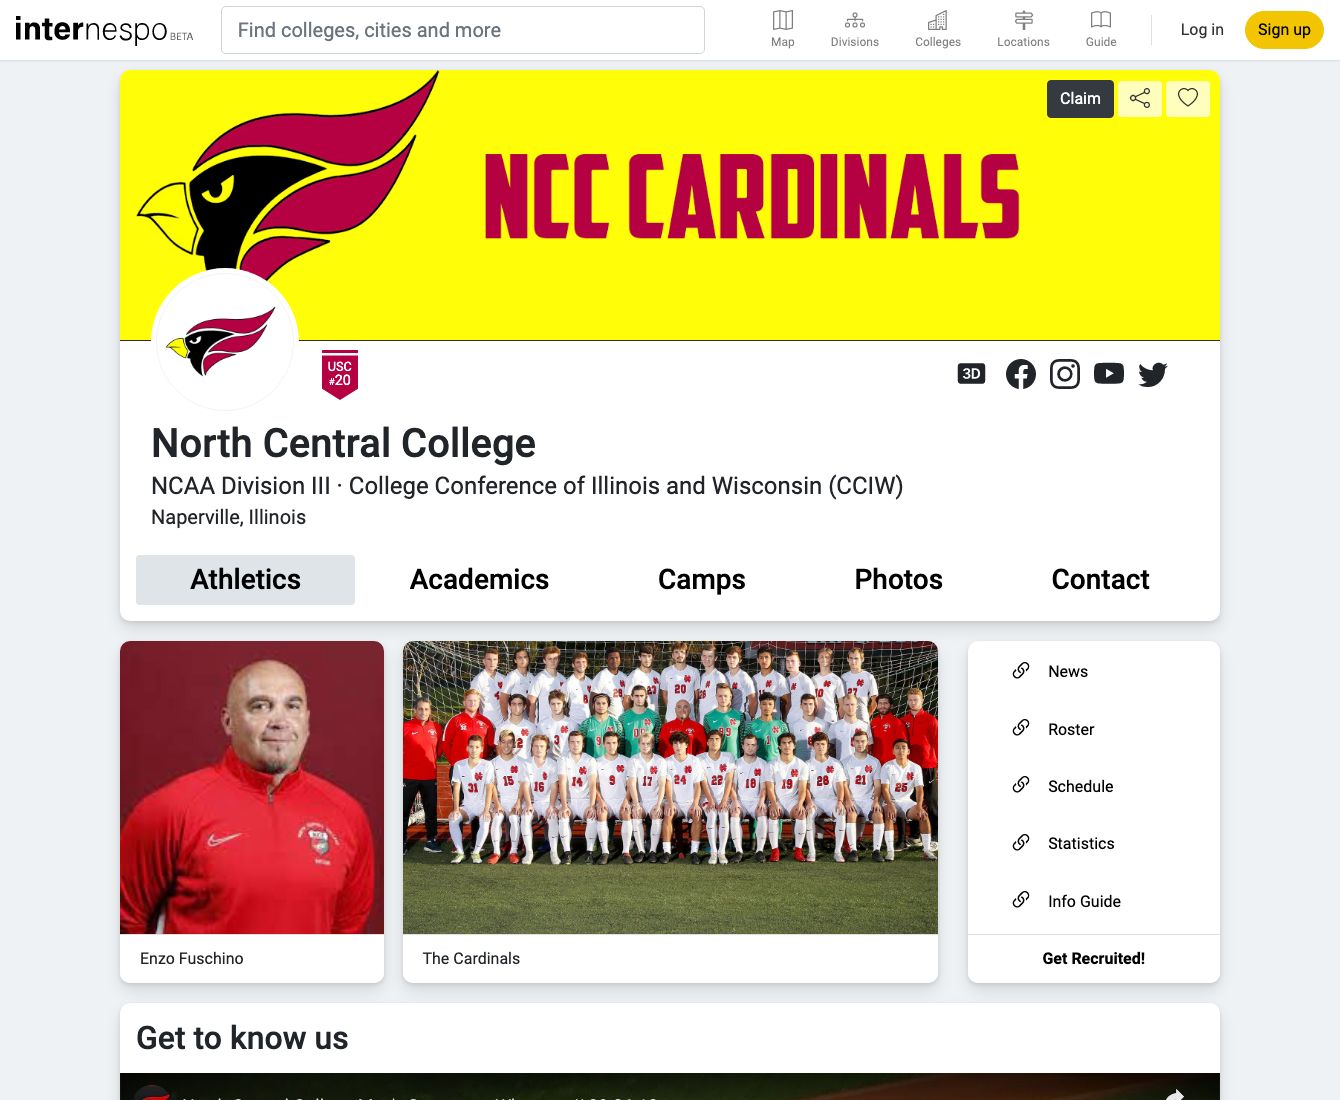 internespo BETA
Find colleges, cities and more
Map
Divisions
Colleges
Locations
Guide
Log in
Sign up
Claim
NCC CARDINALS
USC
#20
3D
North Central College
NCAA Division III · College Conference of Illinois and Wisconsin (CCIW)
Naperville, Illinois
Athletics
Academics
Camps
Photos
Contact
Enzo Fuschino
The Cardinals
News
Roster
Schedule
Statistics
Info Guide
Get Recruited!
Get to know us